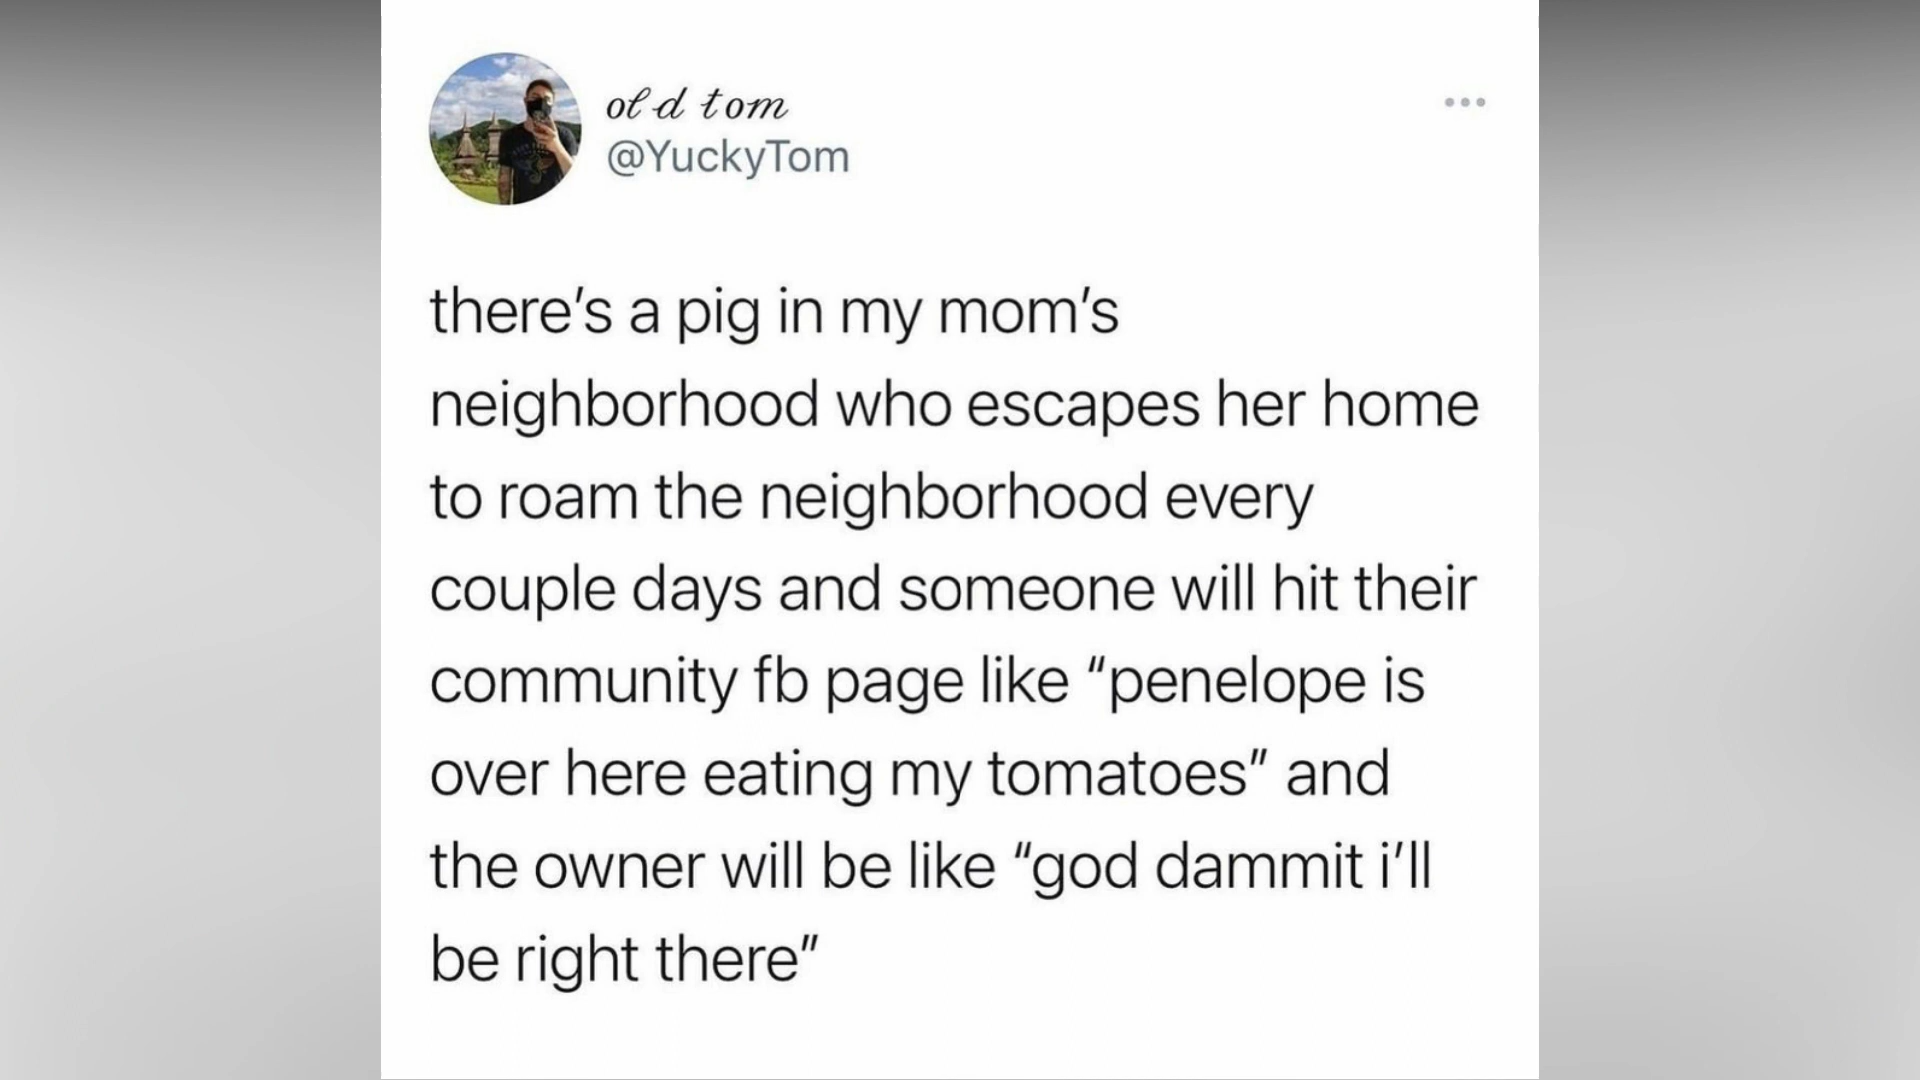 old tom
@YuckyTom
there’s a pig in my mom’s
neighborhood who escapes her home
to roam the neighborhood every
couple days and someone will hit their
community fb page like “penelope is
over here eating my tomatoes” and
the owner will be like “god dammit i’ll
be right there”